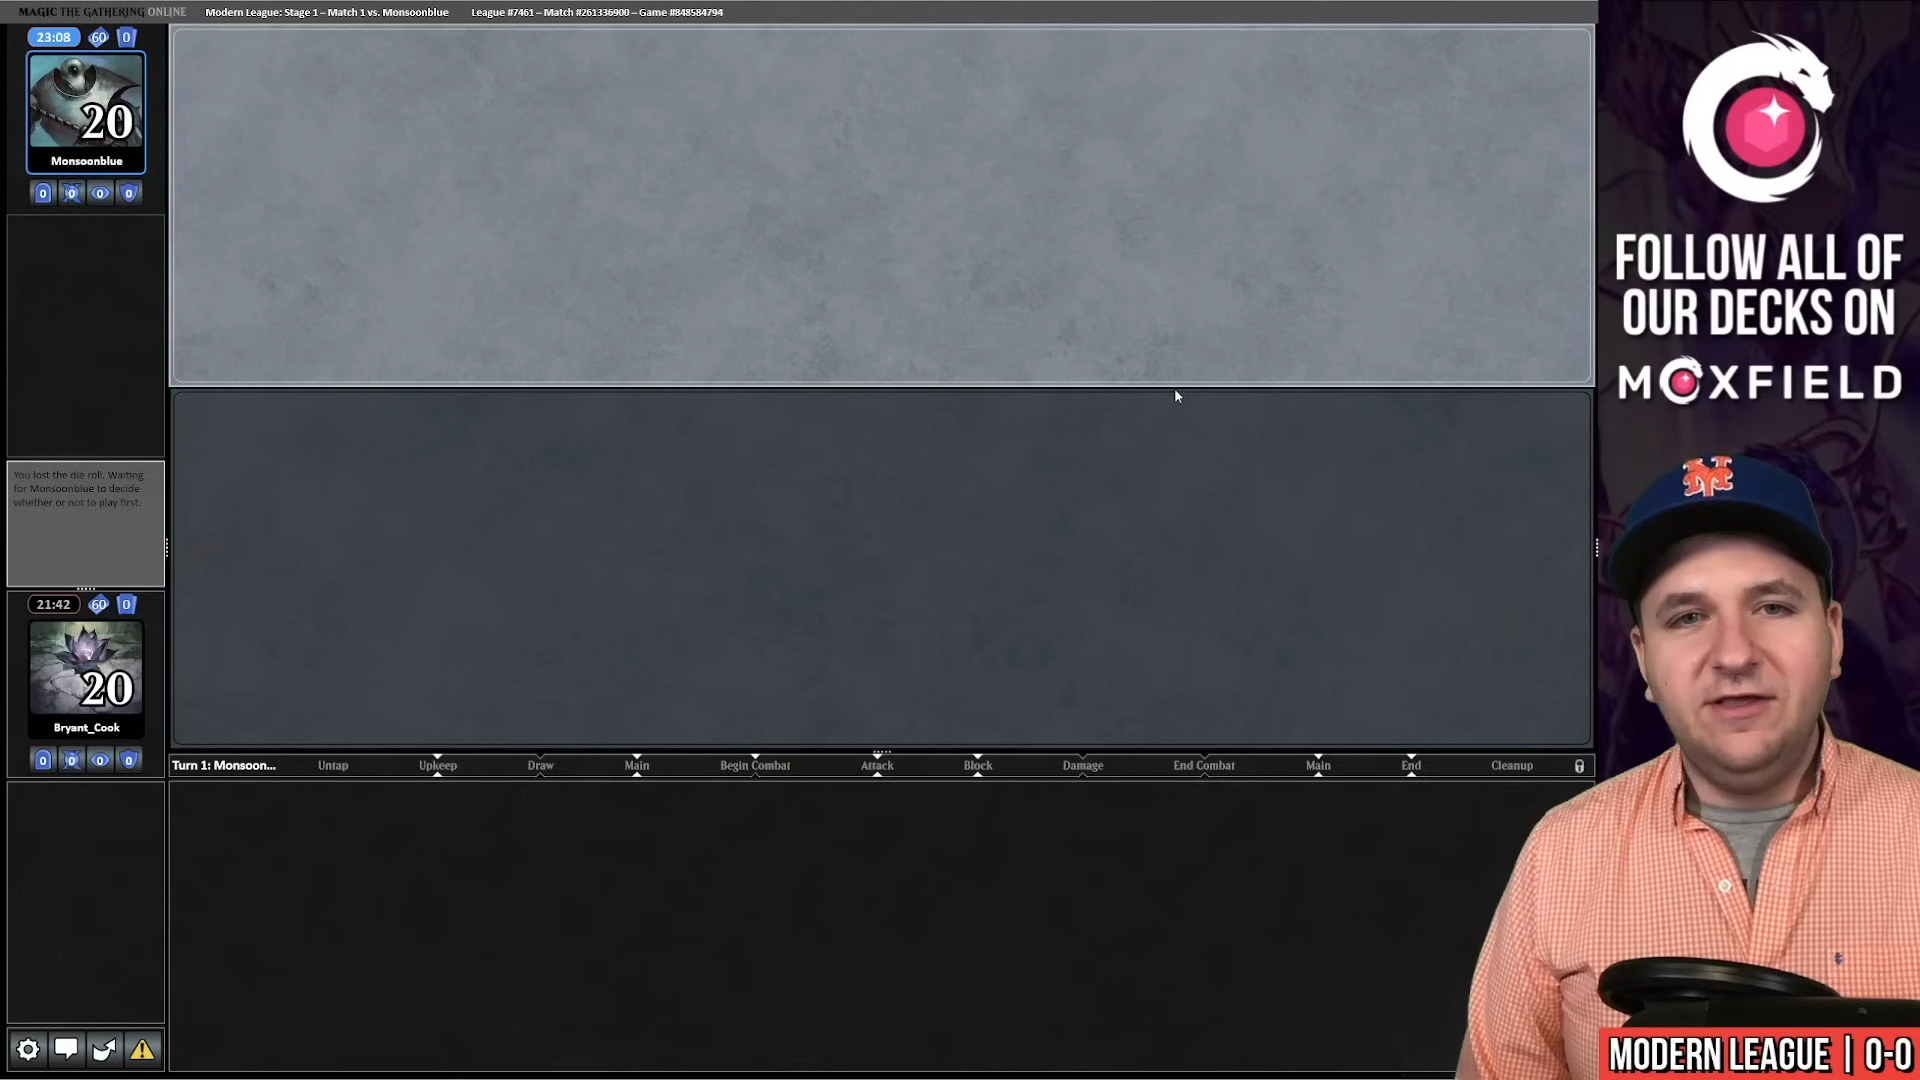 MAGIC THE GATHERING ONLINE
Modern League: Stage 1 – Match 1 vs. Monsoonblue
League #7461 – Match #261336900 – Game #848584794
23:08
60
0
20
Monsoonblue
0 0 0 0
You lost the die roll. Waiting
for Monsoonblue to decide
whether or not to play first.
21:42
60
0
20
Bryant_Cook
0 0 0 0
Turn 1: Monsoon...
Untap
Upkeep
Draw
Main
Begin Combat
Attack
Block
Damage
End Combat
Main
End
Cleanup
FOLLOW ALL OF
OUR DECKS ON
MOXFIELD
NY
MODERN LEAGUE | 0-0